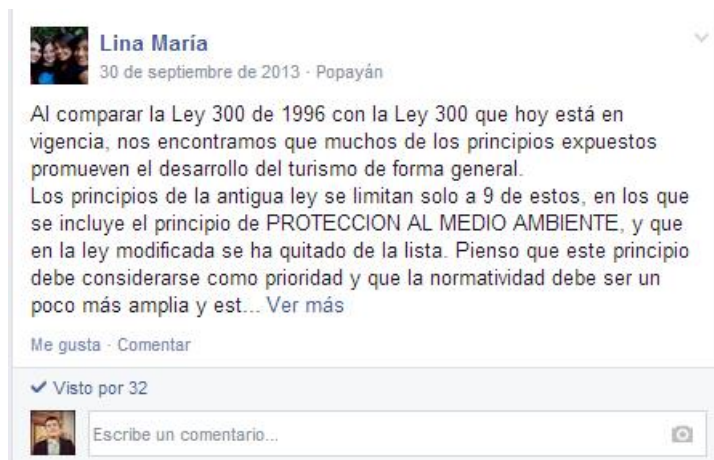 Lina María
30 de septiembre de 2013 · Popayán
Al comparar la Ley 300 de 1996 con la Ley 300 que hoy está en
vigencia, nos encontramos que muchos de los principios expuestos
promueven el desarrollo del turismo de forma general.
Los principios de la antigua ley se limitan solo a 9 de estos, en los que
se incluye el principio de PROTECCION AL MEDIO AMBIENTE, y que
en la ley modificada se ha quitado de la lista. Pienso que este principio
debe considerarse como prioridad y que la normatividad debe ser un
poco más amplia y est... Ver más
Me gusta · Comentar
Visto por 32
Escribe un comentario...